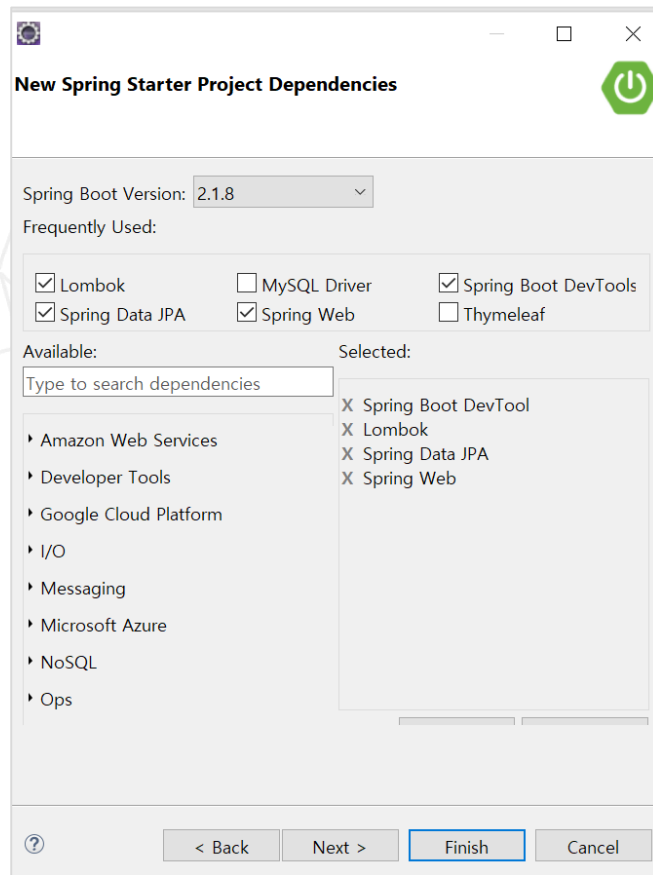 New Spring Starter Project Dependencies
Spring Boot Version: 2.1.8
Frequently Used:
Lombok MySQL Driver Spring Boot DevTools
Spring Data JPA Spring Web Thymeleaf
Available: Selected:
Type to search dependencies
X Spring Boot DevTool
X Lombok
X Spring Data JPA
X Spring Web
Amazon Web Services
Developer Tools
Google Cloud Platform
I/O
Messaging
Microsoft Azure
NoSQL
Ops
? < Back Next > Finish Cancel